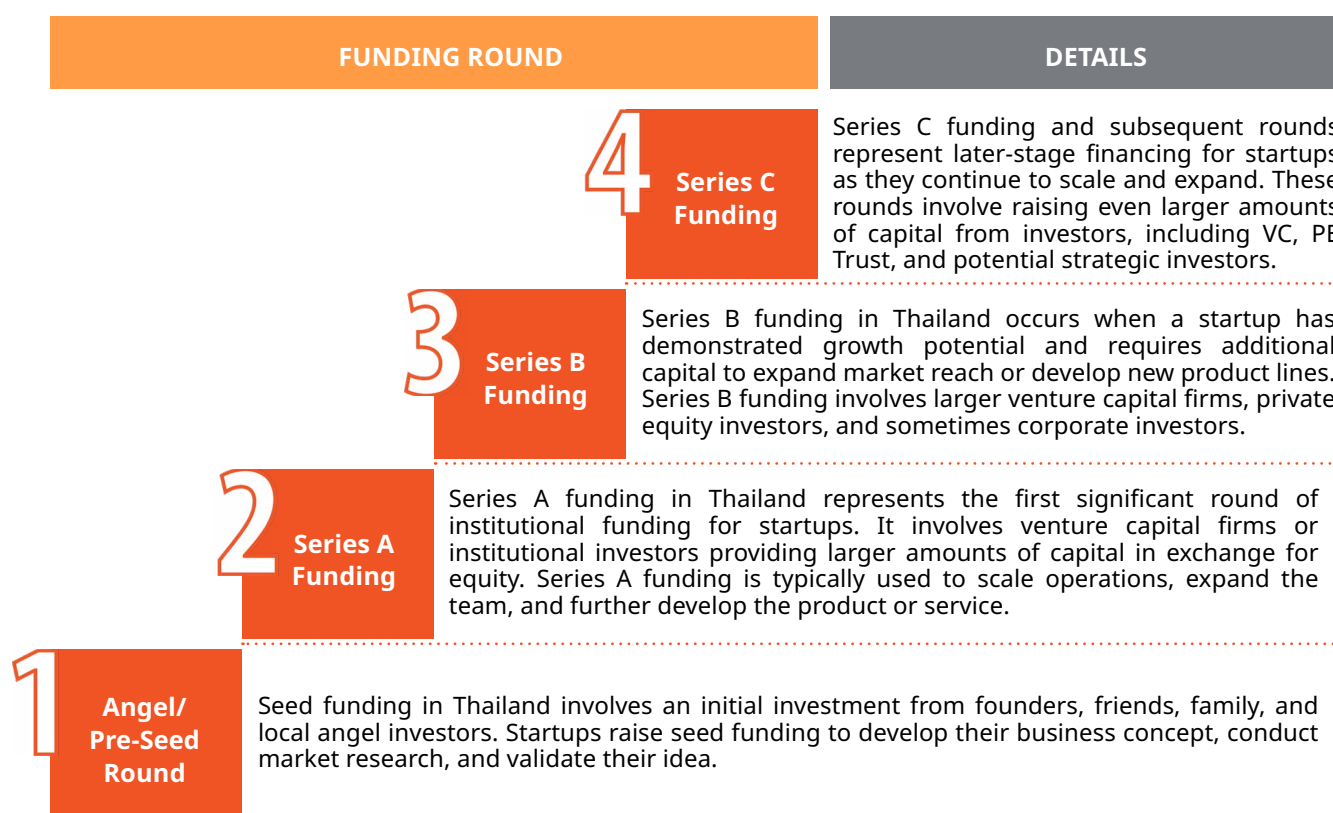 FUNDING ROUND
DETAILS
4
Series C
Funding
Series C funding and subsequent rounds
represent later-stage financing for startups
as they continue to scale and expand. These
rounds involve raising even larger amounts
of capital from investors, including VC, PE
Trust, and potential strategic investors.
3
Series B
Funding
Series B funding in Thailand occurs when a startup has
demonstrated growth potential and requires additional
capital to expand market reach or develop new product lines.
Series B funding involves larger venture capital firms, private
equity investors, and sometimes corporate investors.
2
Series A
Funding
Series A funding in Thailand represents the first significant round of
institutional funding for startups. It involves venture capital firms or
institutional investors providing larger amounts of capital in exchange for
equity. Series A funding is typically used to scale operations, expand the
team, and further develop the product or service.
1
Angel/
Pre-Seed
Round
Seed funding in Thailand involves an initial investment from founders, friends, family, and
local angel investors. Startups raise seed funding to develop their business concept, conduct
market research, and validate their idea.